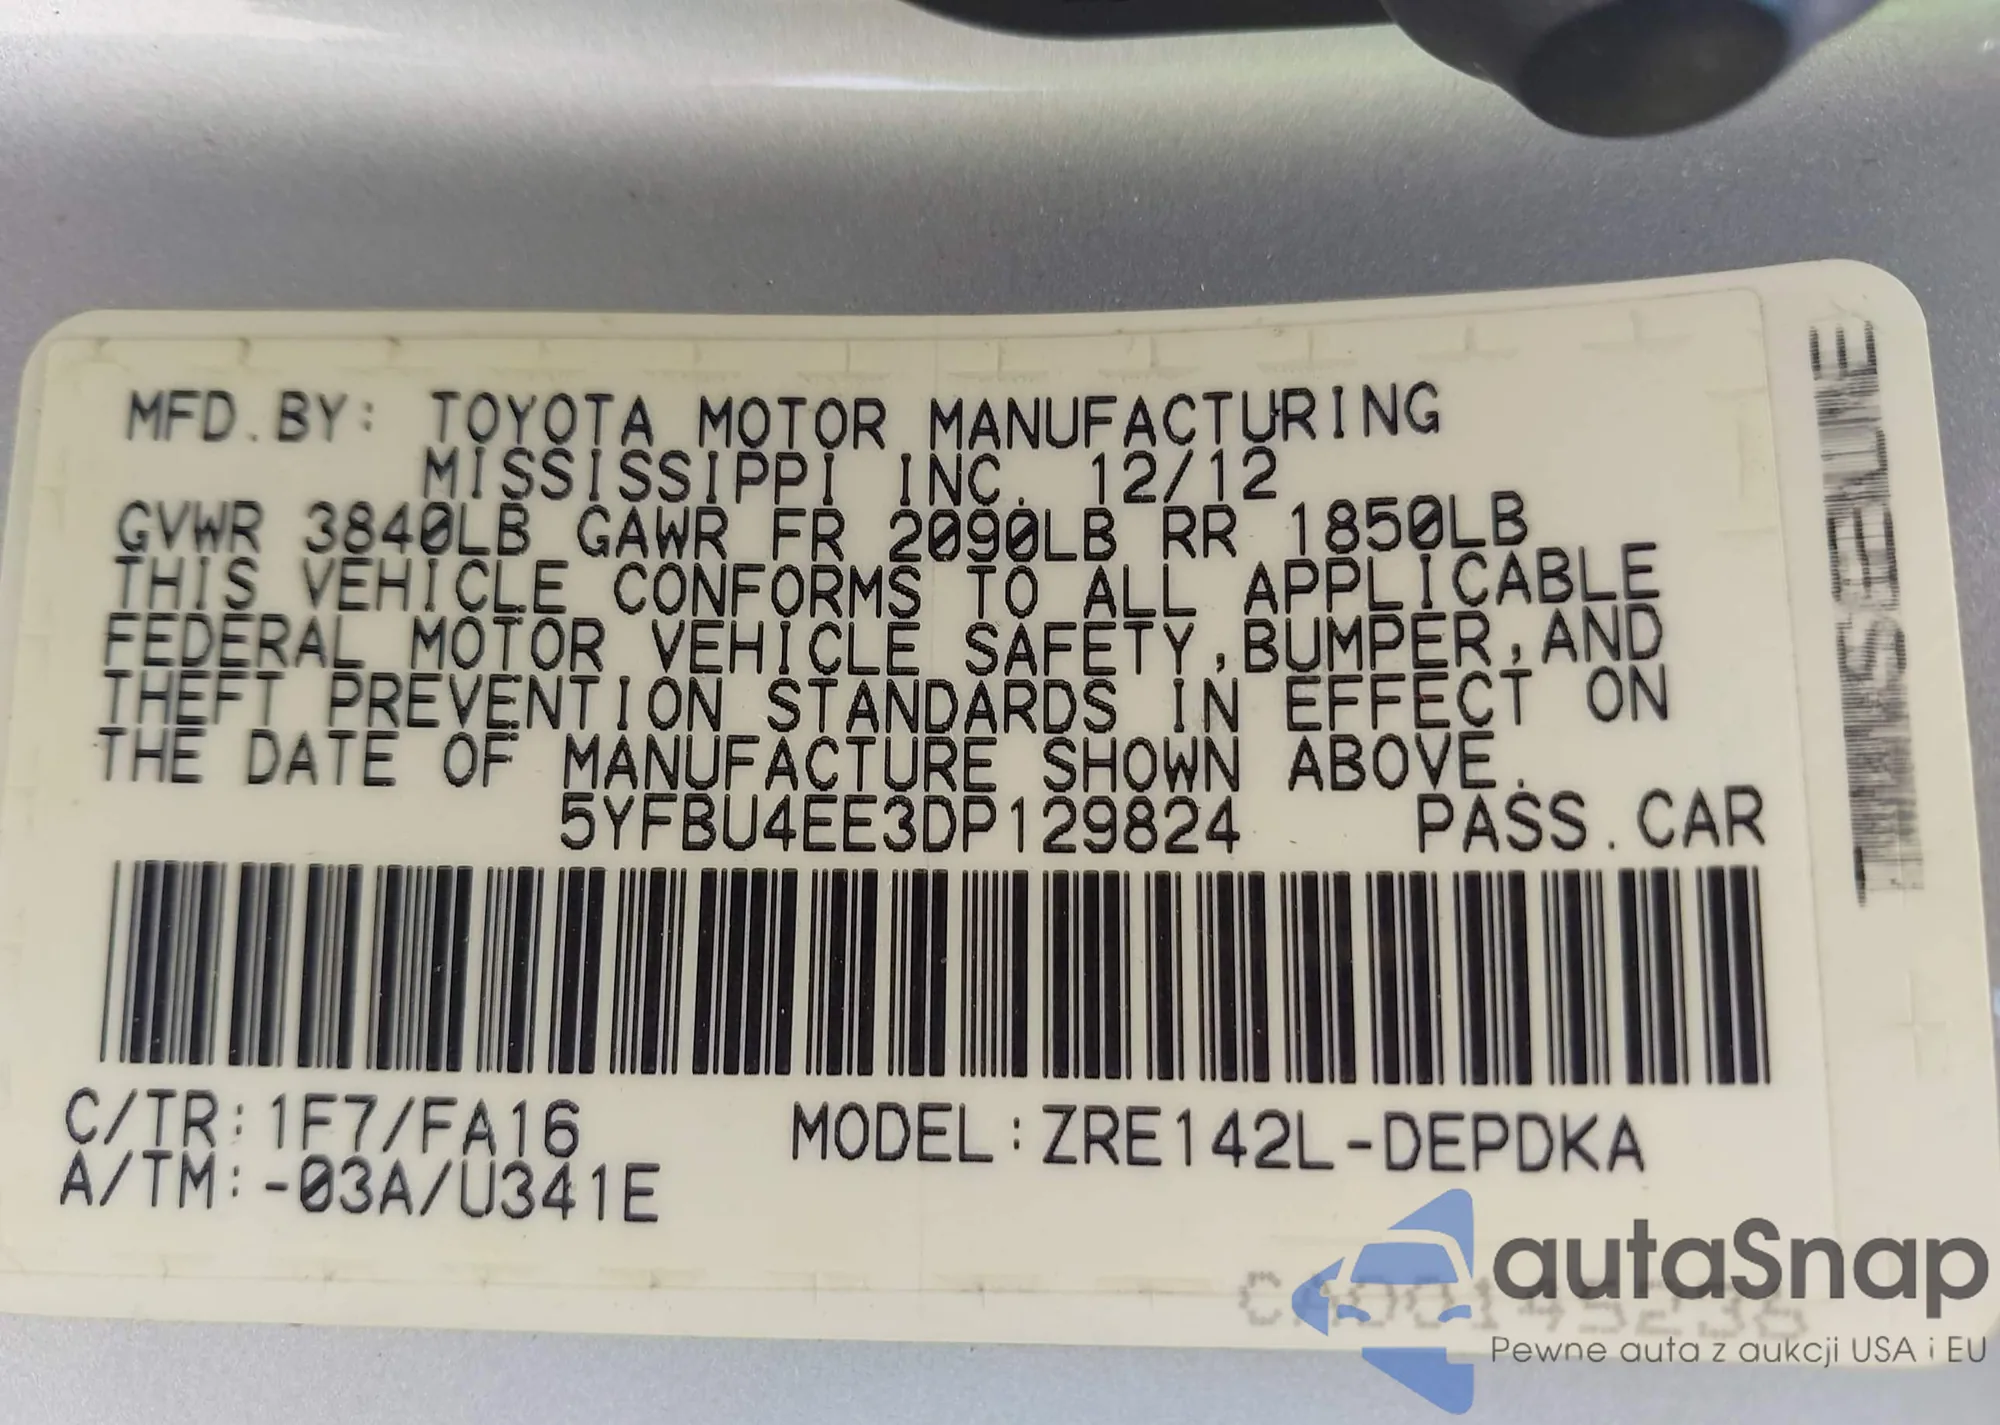 MFD.BY: TOYOTA MOTOR MANUFACTURING
MISSISSIPPI INC. 12/12
GVWR 3840LB GAWR FR 2090LB RR 1850LB
THIS VEHICLE CONFORMS TO ALL APPLICABLE
FEDERAL MOTOR VEHICLE SAFETY,BUMPER,AND
THEFT PREVENTION STANDARDS IN EFFECT ON
THE DATE OF MANUFACTURE SHOWN ABOVE.
5YFBU4EE3DP129824 PASS.CAR
C/TR:1F7/FA16 MODEL:ZRE142L-DEPDKA
A/TM:-03A/U341E
autaSnap
Pewne auta z aukcji USA i EU